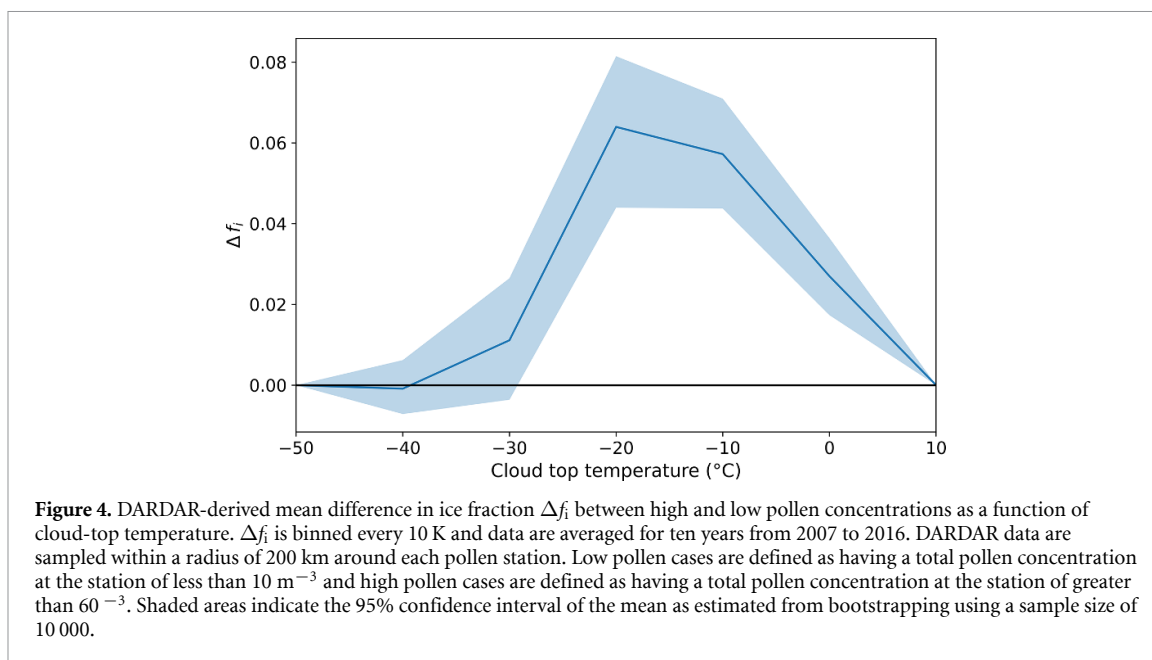 0.08
0.06
0.04
0.02
0.00
Δ fi
−50 −40 −30 −20 −10 0 10
Cloud top temperature (°C)
Figure 4. DARDAR-derived mean difference in ice fraction Δfi between high and low pollen concentrations as a function of
cloud-top temperature. Δfi is binned every 10 K and data are averaged for ten years from 2007 to 2016. DARDAR data are
sampled within a radius of 200 km around each pollen station. Low pollen cases are defined as having a total pollen concentration
at the station of less than 10 m−3 and high pollen cases are defined as having a total pollen concentration at the station of greater
than 60 −3. Shaded areas indicate the 95% confidence interval of the mean as estimated from bootstrapping using a sample size of
10 000.